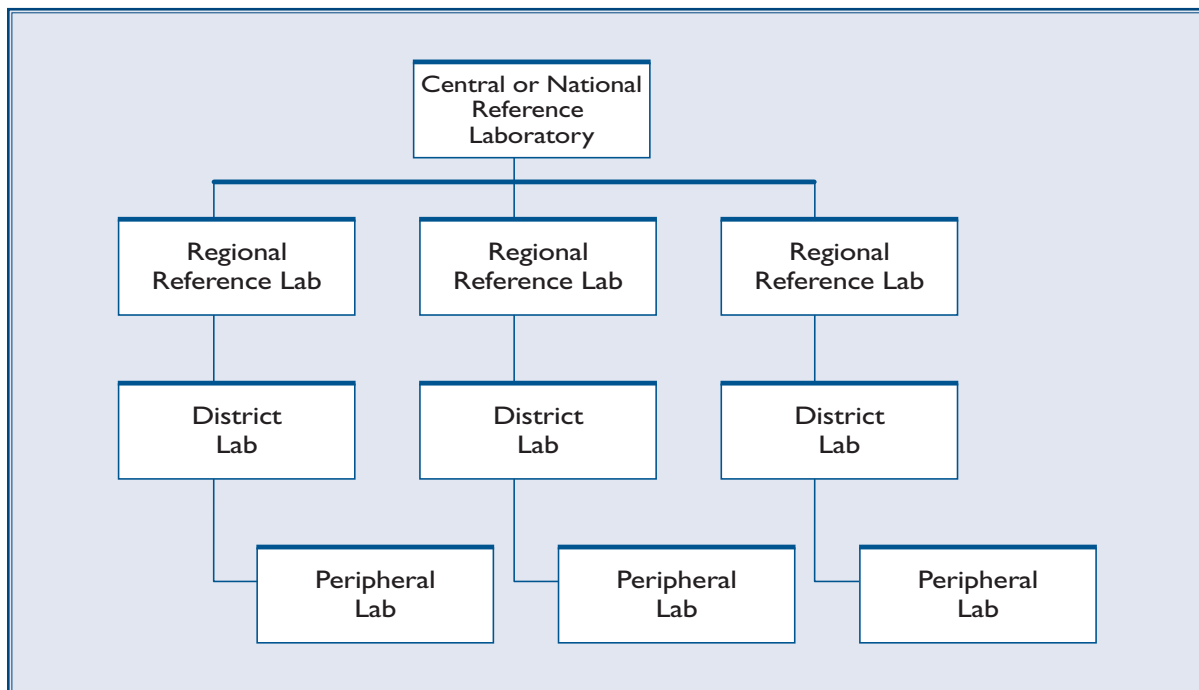 Central or National
Reference
Laboratory
Regional
Reference Lab
Regional
Reference Lab
Regional
Reference Lab
District
Lab
District
Lab
District
Lab
Peripheral
Lab
Peripheral
Lab
Peripheral
Lab